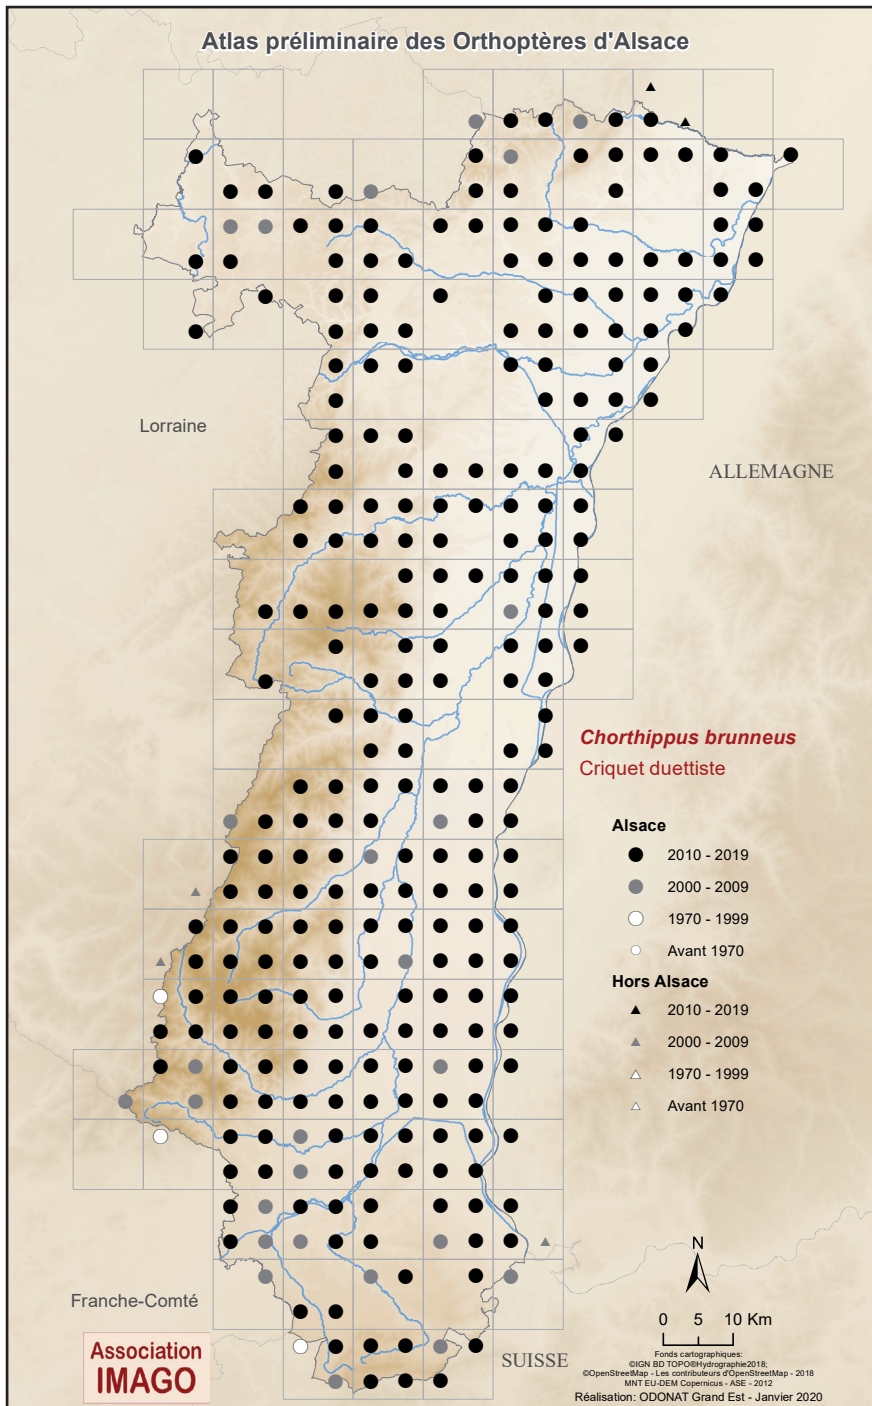 Atlas préliminaire des Orthoptères d'Alsace
Lorraine
ALLEMAGNE
Chorthippus brunneus
Criquet duettiste
Alsace
2010 - 2019
2000 - 2009
1970 - 1999
Avant 1970
Hors Alsace
2010 - 2019
2000 - 2009
1970 - 1999
Avant 1970
N
Franche-Comté
0 5 10 Km
Association
IMAGO
SUISSE
Fonds cartographiques:
©IGN BD TOPO®Hydrographie2018;
©OpenStreetMap - Les contributeurs d'OpenStreetMap - 2018
MNT EU-DEM Copernicus - ASE - 2012
Réalisation: ODONAT Grand Est - Janvier 2020